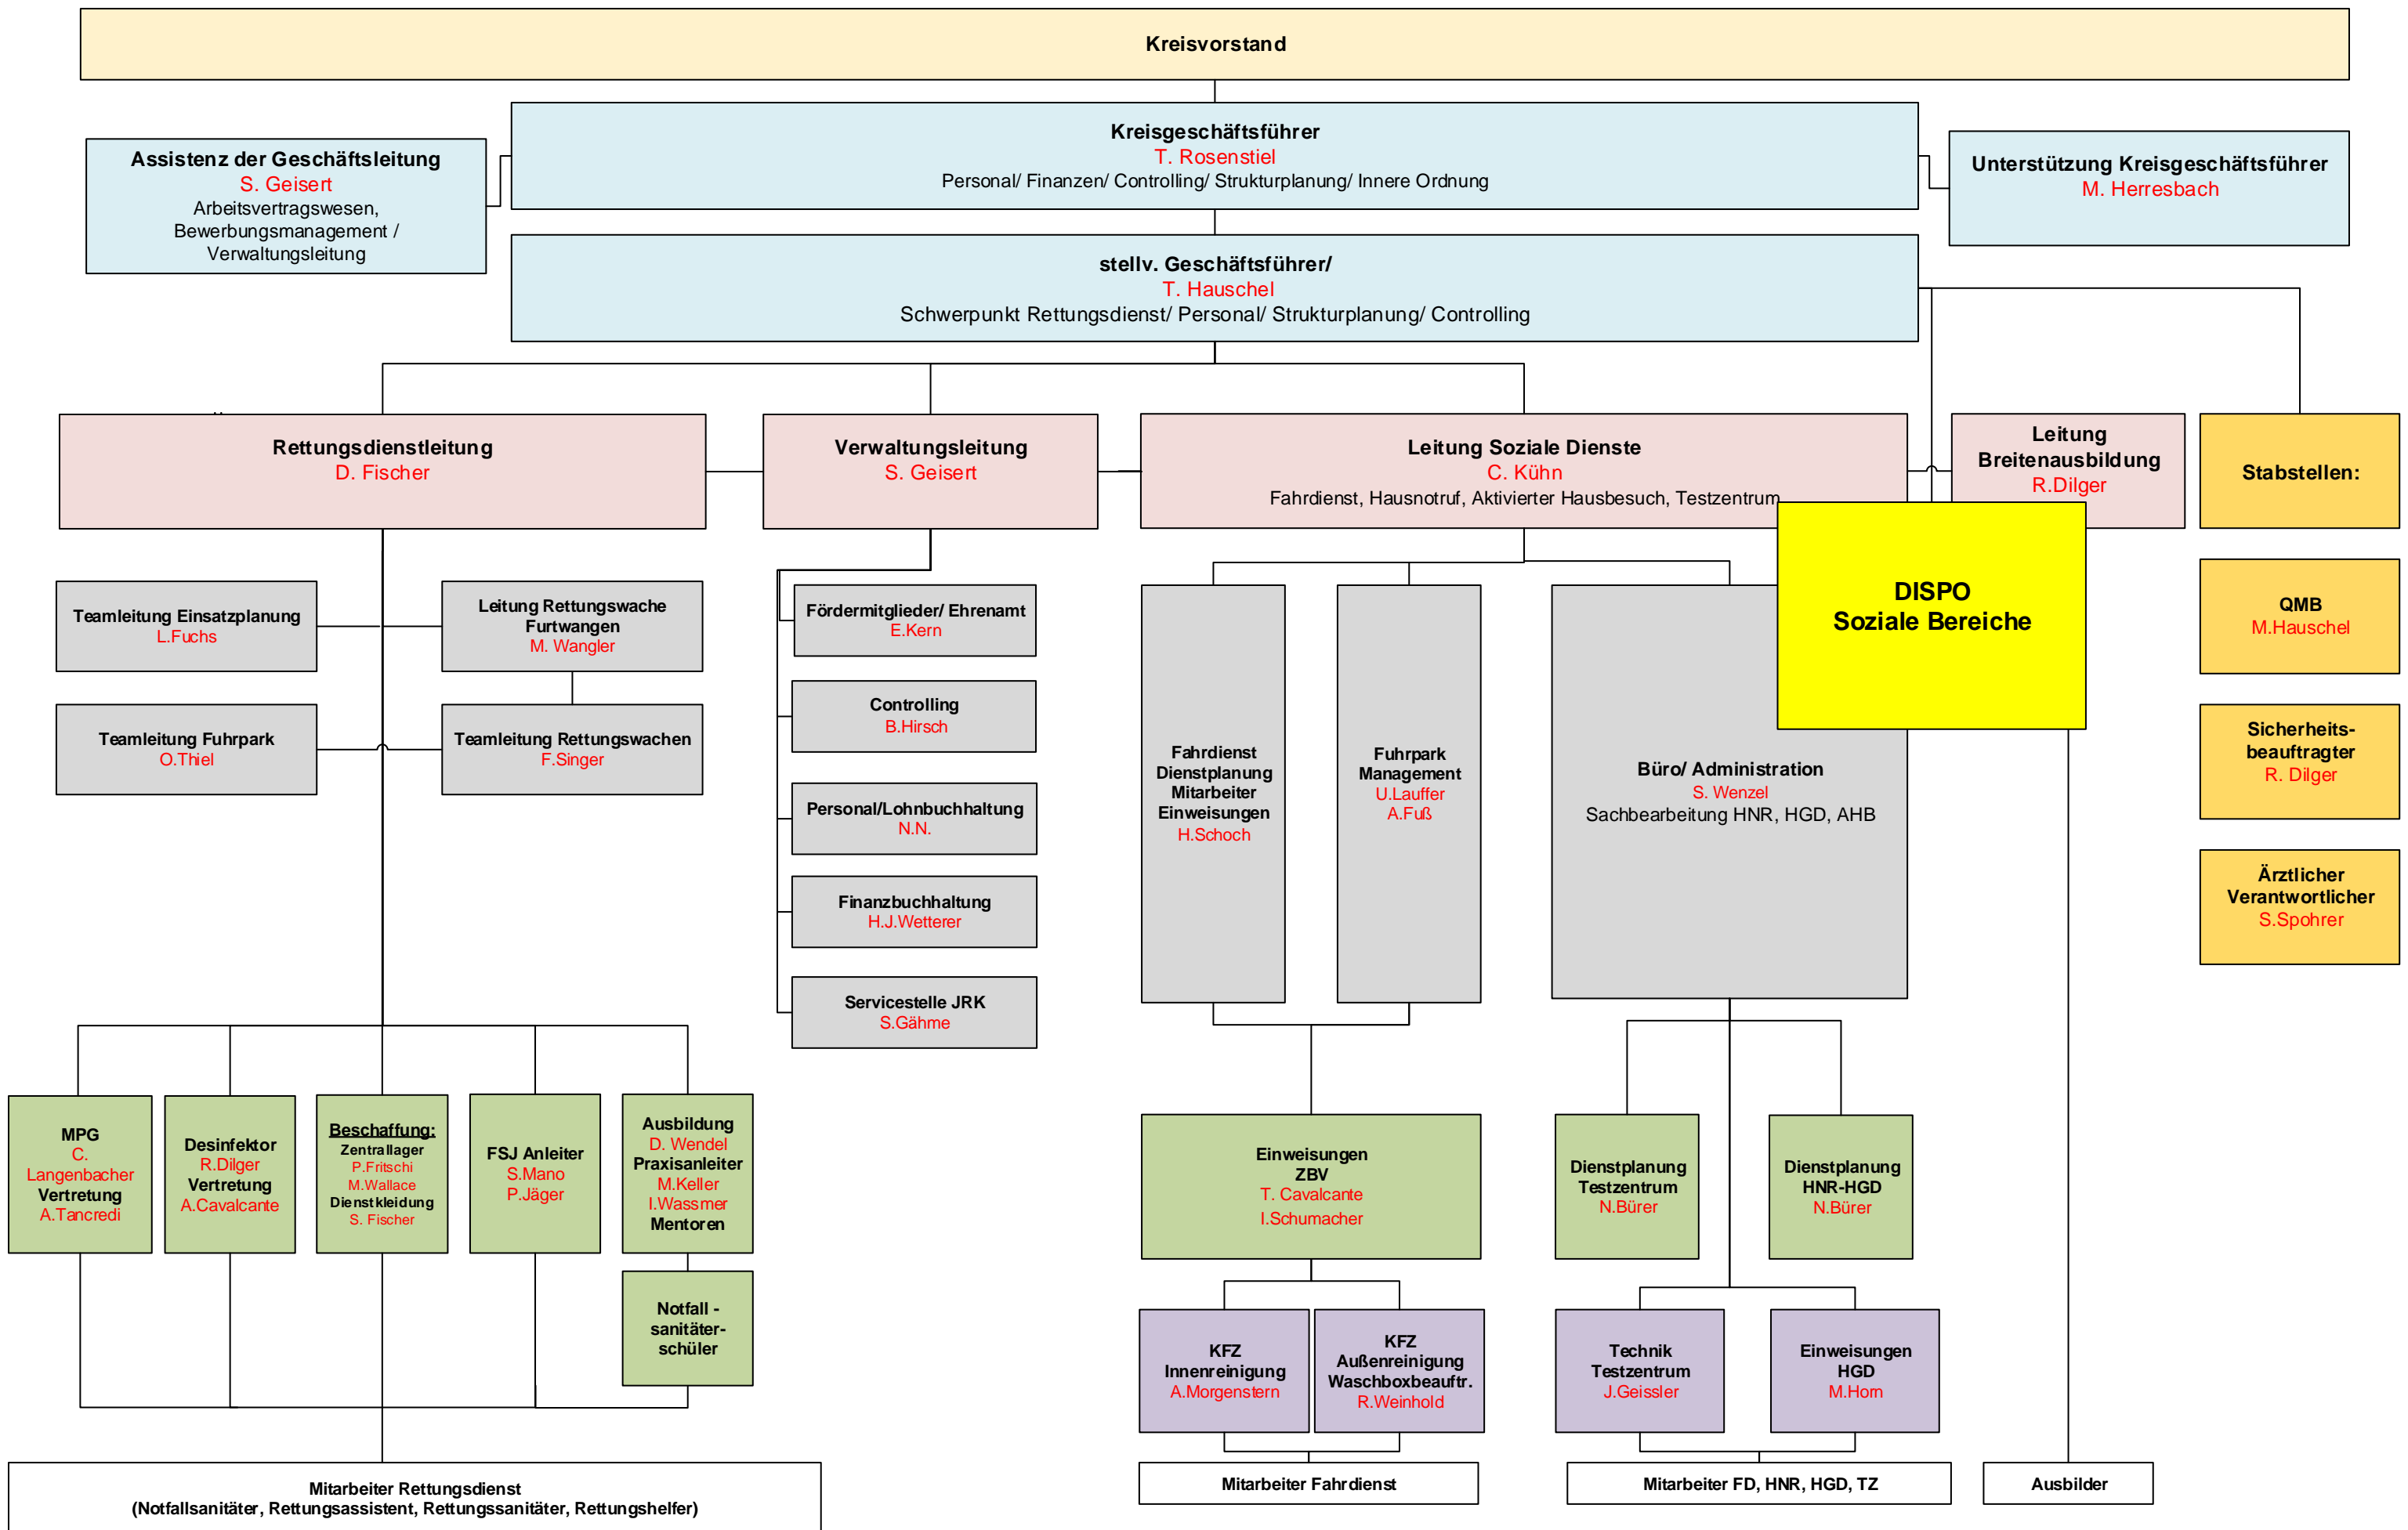 Kreisvorstand
Kreisgeschäftsführer
T. Rosenstiel
Personal/ Finanzen/ Controlling/ Strukturplanung/ Innere Ordnung
Assistenz der Geschäftsleitung
S. Geisert
Arbeitsvertragswesen,
Bewerbungsmanagement /
Verwaltungsleitung
Unterstützung Kreisgeschäftsführer
M. Herresbach
stellv. Geschäftsführer/
T. Hauschel
Schwerpunkt Rettungsdienst/ Personal/ Strukturplanung/ Controlling
Rettungsdienstleitung
D. Fischer
Verwaltungsleitung
S. Geisert
Leitung Soziale Dienste
C. Kühn
Fahrdienst, Hausnotruf, Aktivierter Hausbesuch, Testzentrum
Leitung
Breitenausbildung
R.Dilger
Stabstellen:
DISPO
Soziale Bereiche
QMB
M.Hauschel
Sicherheits-
beauftragter
R. Dilger
Ärztlicher
Verantwortlicher
S.Spohrer
Teamleitung Einsatzplanung
L.Fuchs
Leitung Rettungswache
Furtwangen
M. Wangler
Teamleitung Fuhrpark
O.Thiel
Teamleitung Rettungswachen
F.Singer
Fördermitglieder/ Ehrenamt
E.Kern
Controlling
B.Hirsch
Personal/Lohnbuchhaltung
N.N.
Finanzbuchhaltung
H.J.Wetterer
Servicestelle JRK
S.Gähme
Fahrdienst
Dienstplanung
Mitarbeiter
Einweisungen
H.Schoch
Fuhrpark
Management
U.Lauffer
A.Fuß
Büro/ Administration
S. Wenzel
Sachbearbeitung HNR, HGD, AHB
MPG
C.
Langenbacher
Vertretung
A.Tancredi
Desinfektor
R.Dilger
Vertretung
A.Cavalcante
Beschaffung:
Zentrallager
P.Fritschi
M.Wallace
Dienstkleidung
S. Fischer
FSJ Anleiter
S.Mano
P.Jäger
Ausbildung
D. Wendel
Praxisanleiter
M.Keller
I.Wassmer
Mentoren
Notfall -
sanitäter-
schüler
Einweisungen
ZBV
T. Cavalcante
I.Schumacher
Dienstplanung
Testzentrum
N.Bürer
Dienstplanung
HNR-HGD
N.Bürer
KFZ
Innenreinigung
A.Morgenstern
KFZ
Außenreinigung
Waschboxbeauftr.
R.Weinhold
Technik
Testzentrum
J.Geissler
Einweisungen
HGD
M.Horn
Mitarbeiter Rettungsdienst
(Notfallsanitäter, Rettungsassistent, Rettungssanitäter, Rettungshelfer)
Mitarbeiter Fahrdienst
Mitarbeiter FD, HNR, HGD, TZ
Ausbilder